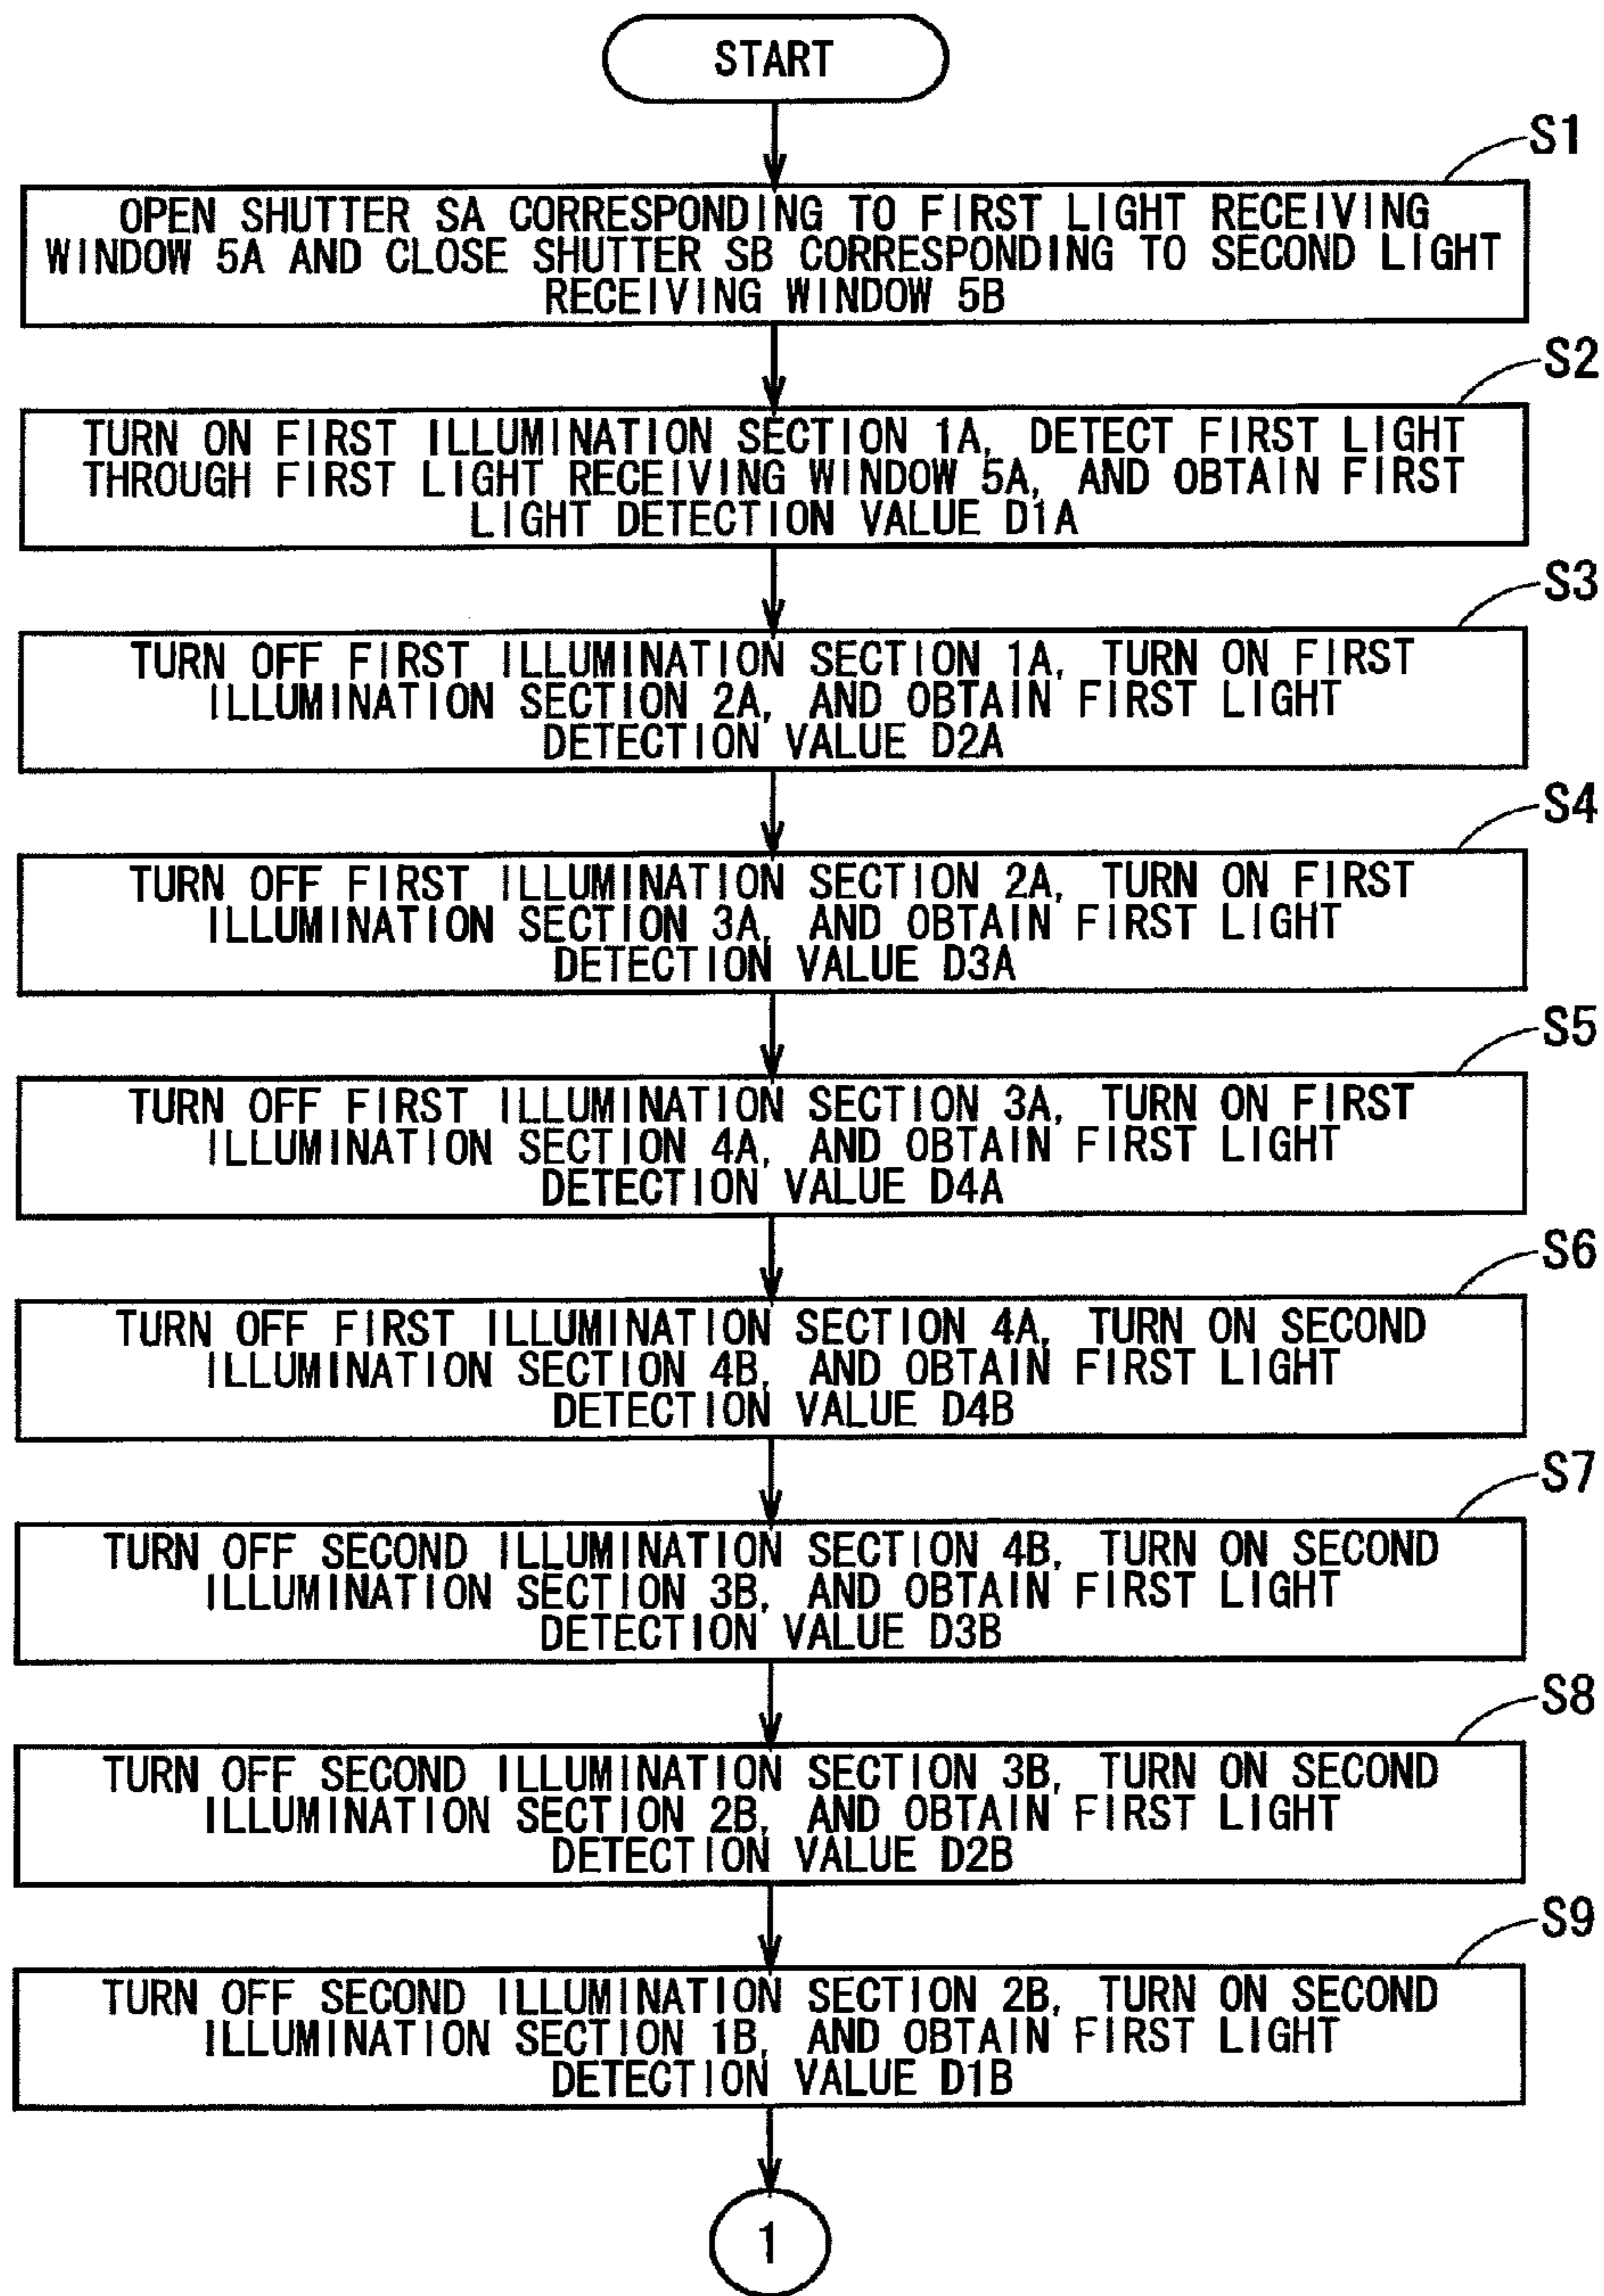 START
S1
OPEN SHUTTER SA CORRESPONDING TO FIRST LIGHT RECEIVING
WINDOW 5A AND CLOSE SHUTTER SB CORRESPONDING TO SECOND LIGHT
RECEIVING WINDOW 5B
S2
TURN ON FIRST ILLUMINATION SECTION 1A, DETECT FIRST LIGHT
THROUGH FIRST LIGHT RECEIVING WINDOW 5A, AND OBTAIN FIRST
LIGHT DETECTION VALUE D1A
S3
TURN OFF FIRST ILLUMINATION SECTION 1A, TURN ON FIRST
ILLUMINATION SECTION 2A, AND OBTAIN FIRST LIGHT
DETECTION VALUE D2A
S4
TURN OFF FIRST ILLUMINATION SECTION 2A, TURN ON FIRST
ILLUMINATION SECTION 3A, AND OBTAIN FIRST LIGHT
DETECTION VALUE D3A
S5
TURN OFF FIRST ILLUMINATION SECTION 3A, TURN ON FIRST
ILLUMINATION SECTION 4A, AND OBTAIN FIRST LIGHT
DETECTION VALUE D4A
S6
TURN OFF FIRST ILLUMINATION SECTION 4A, TURN ON SECOND
ILLUMINATION SECTION 4B, AND OBTAIN FIRST LIGHT
DETECTION VALUE D4B
S7
TURN OFF SECOND ILLUMINATION SECTION 4B, TURN ON SECOND
ILLUMINATION SECTION 3B, AND OBTAIN FIRST LIGHT
DETECTION VALUE D3B
S8
TURN OFF SECOND ILLUMINATION SECTION 3B, TURN ON SECOND
ILLUMINATION SECTION 2B, AND OBTAIN FIRST LIGHT
DETECTION VALUE D2B
S9
TURN OFF SECOND ILLUMINATION SECTION 2B, TURN ON SECOND
ILLUMINATION SECTION 1B, AND OBTAIN FIRST LIGHT
DETECTION VALUE D1B
1